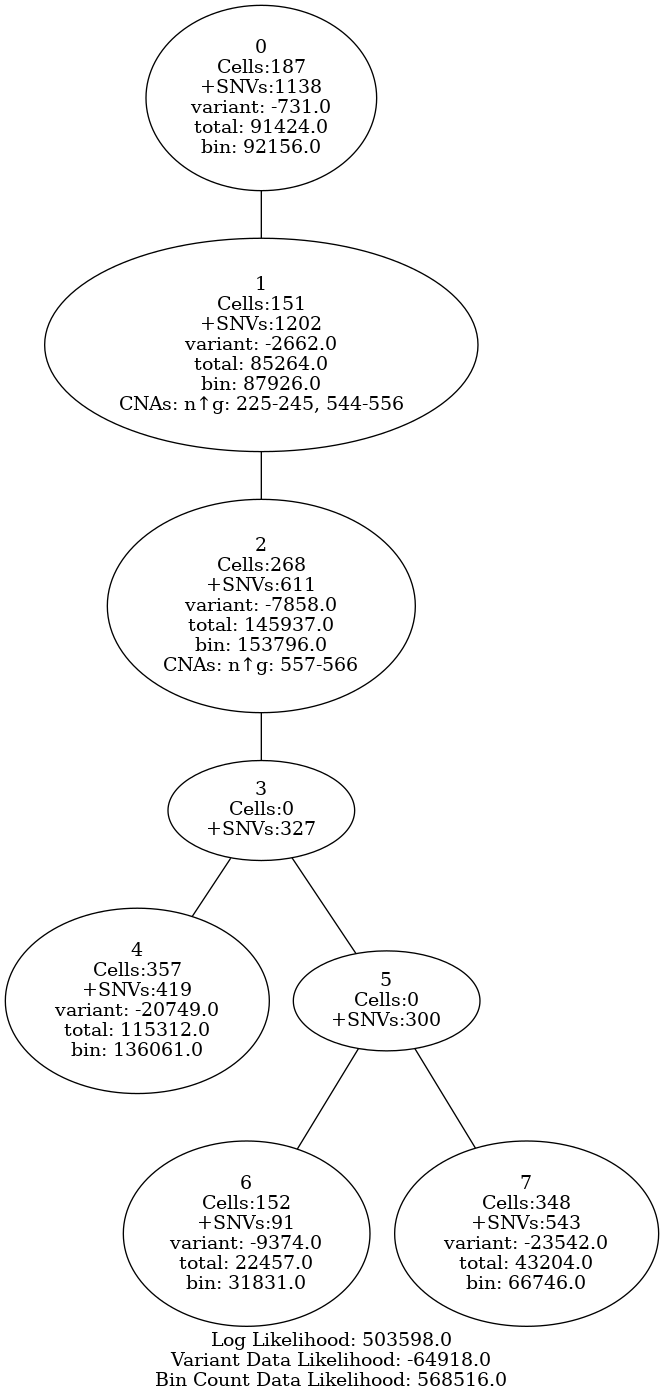 0
Cells:187
+SNVs:1138
variant: -731.0
total: 91424.0
bin: 92156.0
1
Cells:151
+SNVs:1202
variant: -2662.0
total: 85264.0
bin: 87926.0
CNAs: n↑g: 225-245, 544-556
2
Cells:268
+SNVs:611
variant: -7858.0
total: 145937.0
bin: 153796.0
CNAs: n↑g: 557-566
3
Cells:0
+SNVs:327
4
Cells:357
+SNVs:419
variant: -20749.0
total: 115312.0
bin: 136061.0
5
Cells:0
+SNVs:300
6
Cells:152
+SNVs:91
variant: -9374.0
total: 22457.0
bin: 31831.0
7
Cells:348
+SNVs:543
variant: -23542.0
total: 43204.0
bin: 66746.0
Log Likelihood: 503598.0
Variant Data Likelihood: -64918.0
Bin Count Data Likelihood: 568516.0